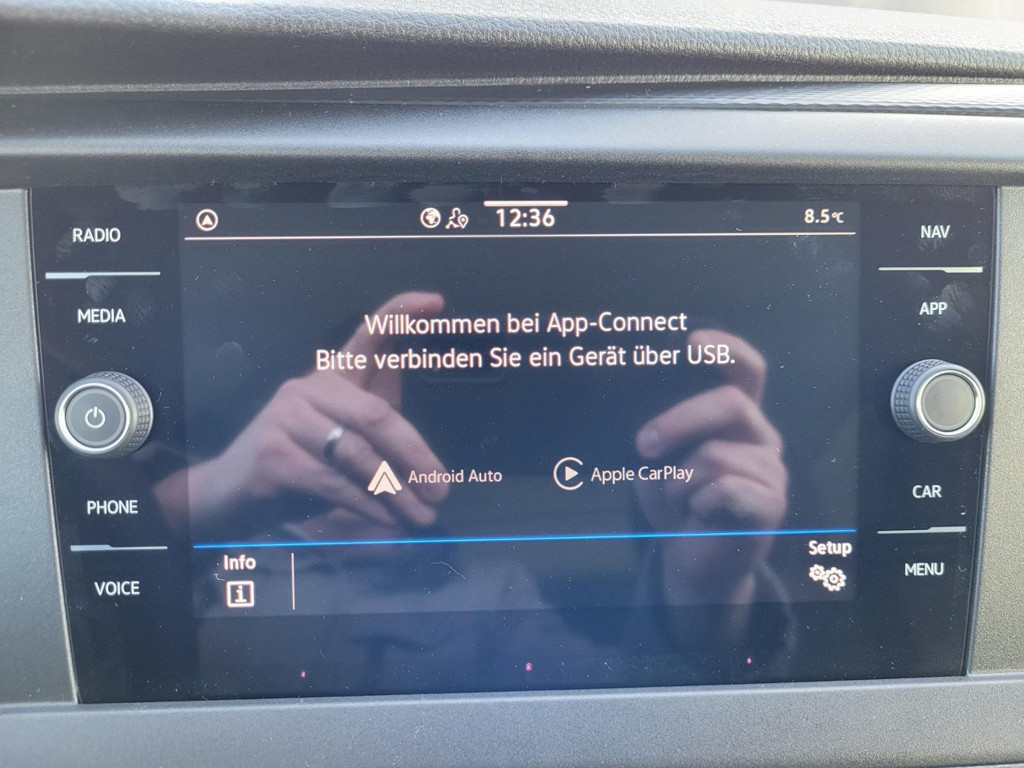 RADIO
MEDIA
PHONE
VOICE
12:36
8.5°C
Willkommen bei App-Connect
Bitte verbinden Sie ein Gerät über USB.
Android Auto
Apple CarPlay
Info
i
Setup
NAV
APP
CAR
MENU